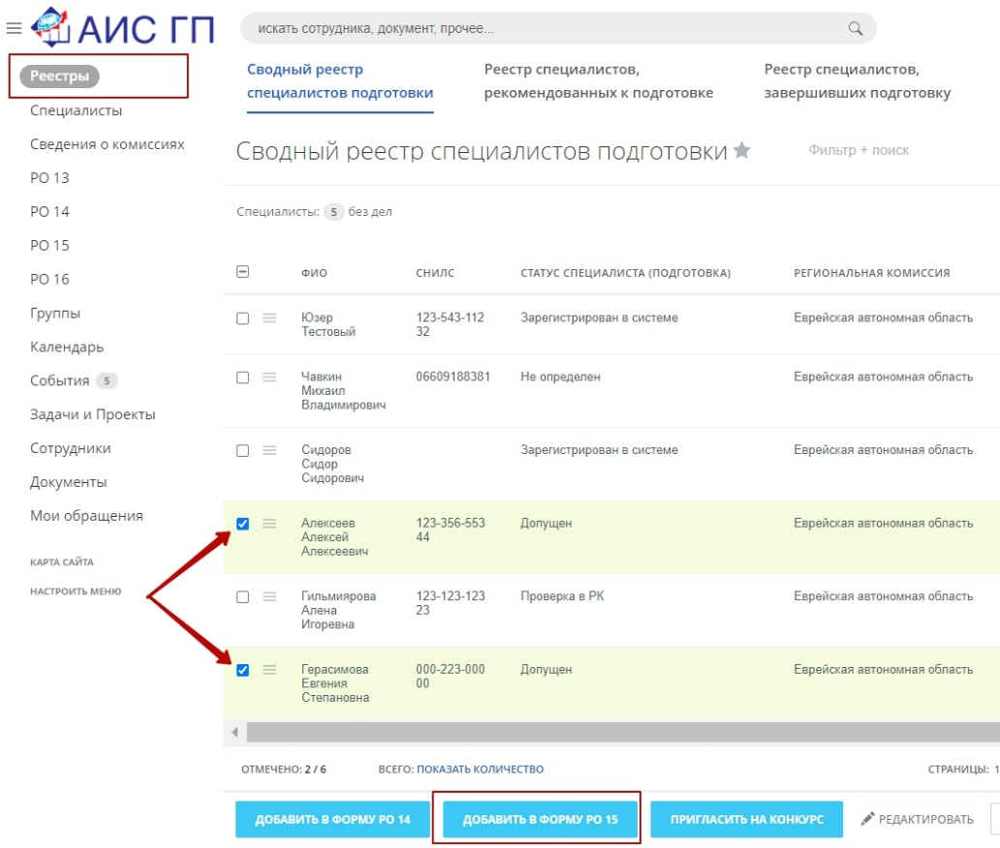 АИС ГП
искать сотрудника, документ, прочее...
Реестры
Специалисты
Сведения о комиссиях
РО 13
РО 14
РО 15
РО 16
Группы
Календарь
События 5
Задачи и Проекты
Сотрудники
Документы
Мои обращения
КАРТА САЙТА
НАСТРОИТЬ МЕНЮ
Сводный реестр
специалистов подготовки
Реестр специалистов,
рекомендованных к подготовке
Реестр специалистов,
завершивших подготовку
Сводный реестр специалистов подготовки
Фильтр + поиск
Специалисты: 5 без дел
ФИО СНИЛС СТАТУС СПЕЦИАЛИСТА (ПОДГОТОВКА) РЕГИОНАЛЬНАЯ КОМИССИЯ
Юзер 123-543-112 Зарегистрирован в системе Еврейская автономная область
Тестовый 32
Чавкин 06609188381 Не определен Еврейская автономная область
Михаил
Владимирович
Сидоров Зарегистрирован в системе Еврейская автономная область
Сидор
Сидорович
Алексеев 123-356-553 Допущен Еврейская автономная область
Алексей 44
Алексеевич
Гильмиярова 123-123-123 Проверка в РК Еврейская автономная область
Алена 23
Игоревна
Герасимова 000-223-000 Допущен Еврейская автономная область
Евгения 00
Степановна
ОТМЕЧЕНО: 2 / 6 ВСЕГО: ПОКАЗАТЬ КОЛИЧЕСТВО СТРАНИЦЫ: 1
ДОБАВИТЬ В ФОРМУ РО 14 ДОБАВИТЬ В ФОРМУ РО 15 ПРИГЛАСИТЬ НА КОНКУРС РЕДАКТИРОВАТЬ